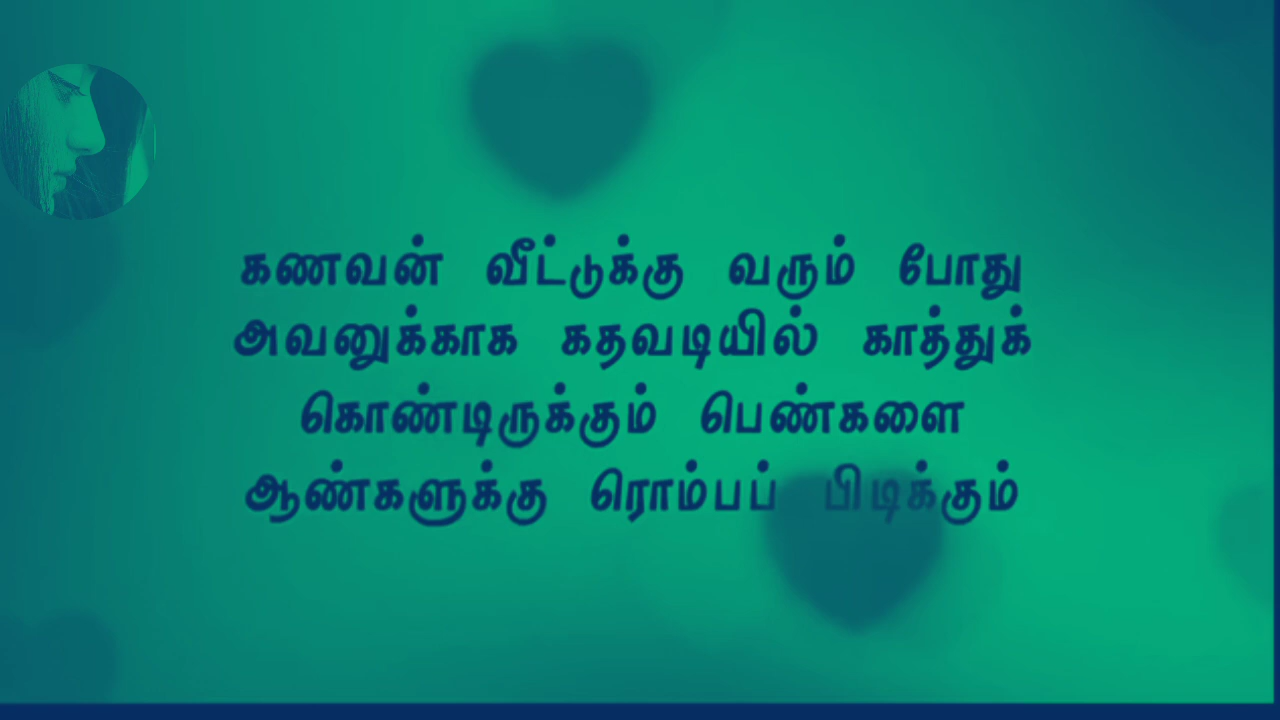 கணவன் வீட்டுக்கு வரும் போது
அவனுக்காக கதவடியில் காத்துக்
கொண்டிருக்கும் பெண்களை
ஆண்களுக்கு ரொம்பப் பிடிக்கும்